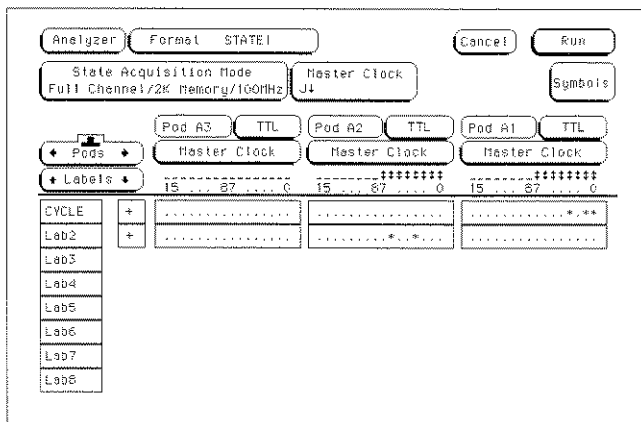 Analyzer Format STATE1 Cancel Run
State Acquisition Mode
Full Channel/2K Memory/100MHz
Master Clock
J↓
Symbols
Pod A3 TTL Pod A2 TTL Pod A1 TTL
← Pods → Master Clock Master Clock Master Clock
↑ Labels ↓ 15 ... 87 .... 0 15 ... 87 .... 0 15 ... 87 .... 0
CYCLE + ................ ................ .............*.**
Lab2 + ................ .........*..*... ................
Lab3
Lab4
Lab5
Lab6
Lab7
Lab8